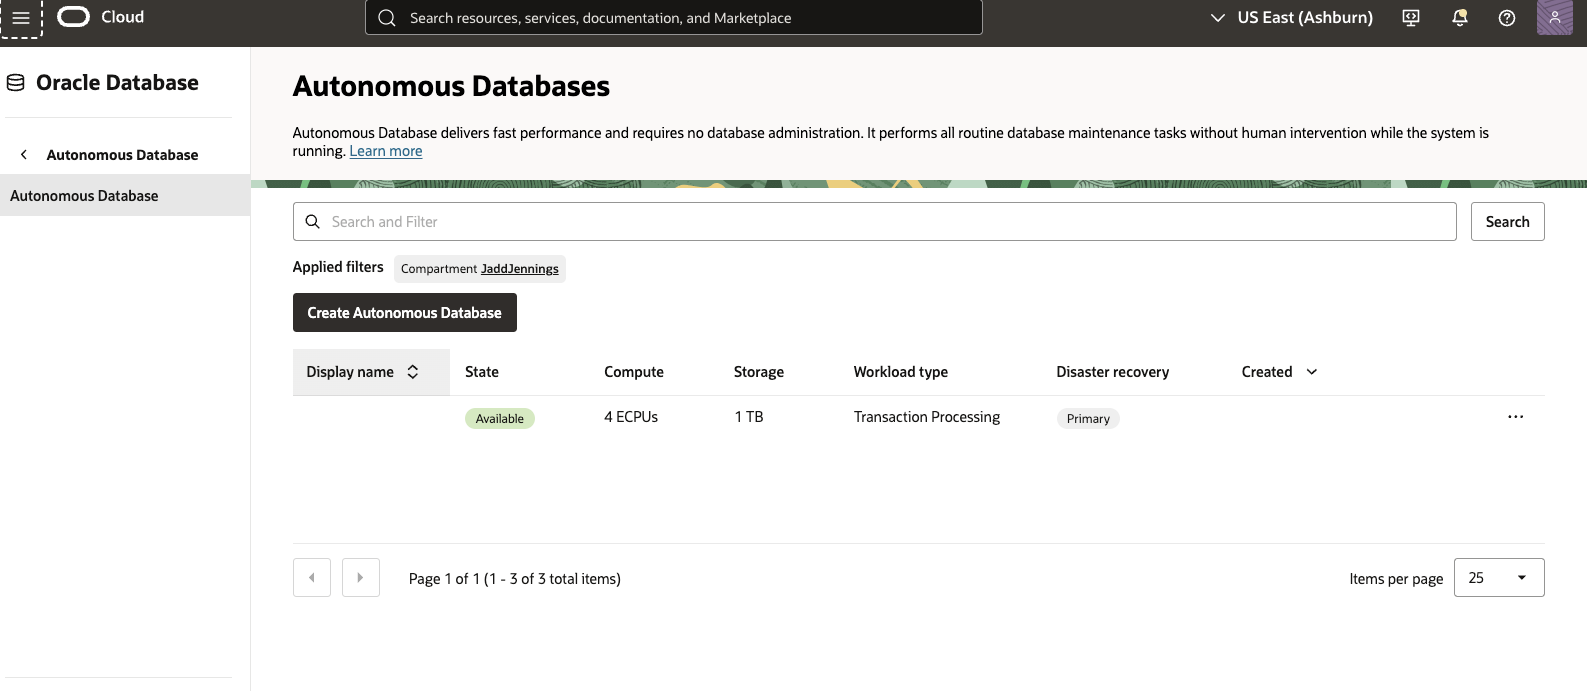 Cloud
Search resources, services, documentation, and Marketplace
US East (Ashburn)
Oracle Database
Autonomous Database
Autonomous Database
Autonomous Databases
Autonomous Database delivers fast performance and requires no database administration. It performs all routine database maintenance tasks without human intervention while the system is
running. Learn more
Search and Filter
Search
Applied filters
Compartment JaddJennings
Create Autonomous Database
Display name State Compute Storage Workload type Disaster recovery Created
Available 4 ECPUs 1 TB Transaction Processing Primary
Page 1 of 1 (1 - 3 of 3 total items)
Items per page 25